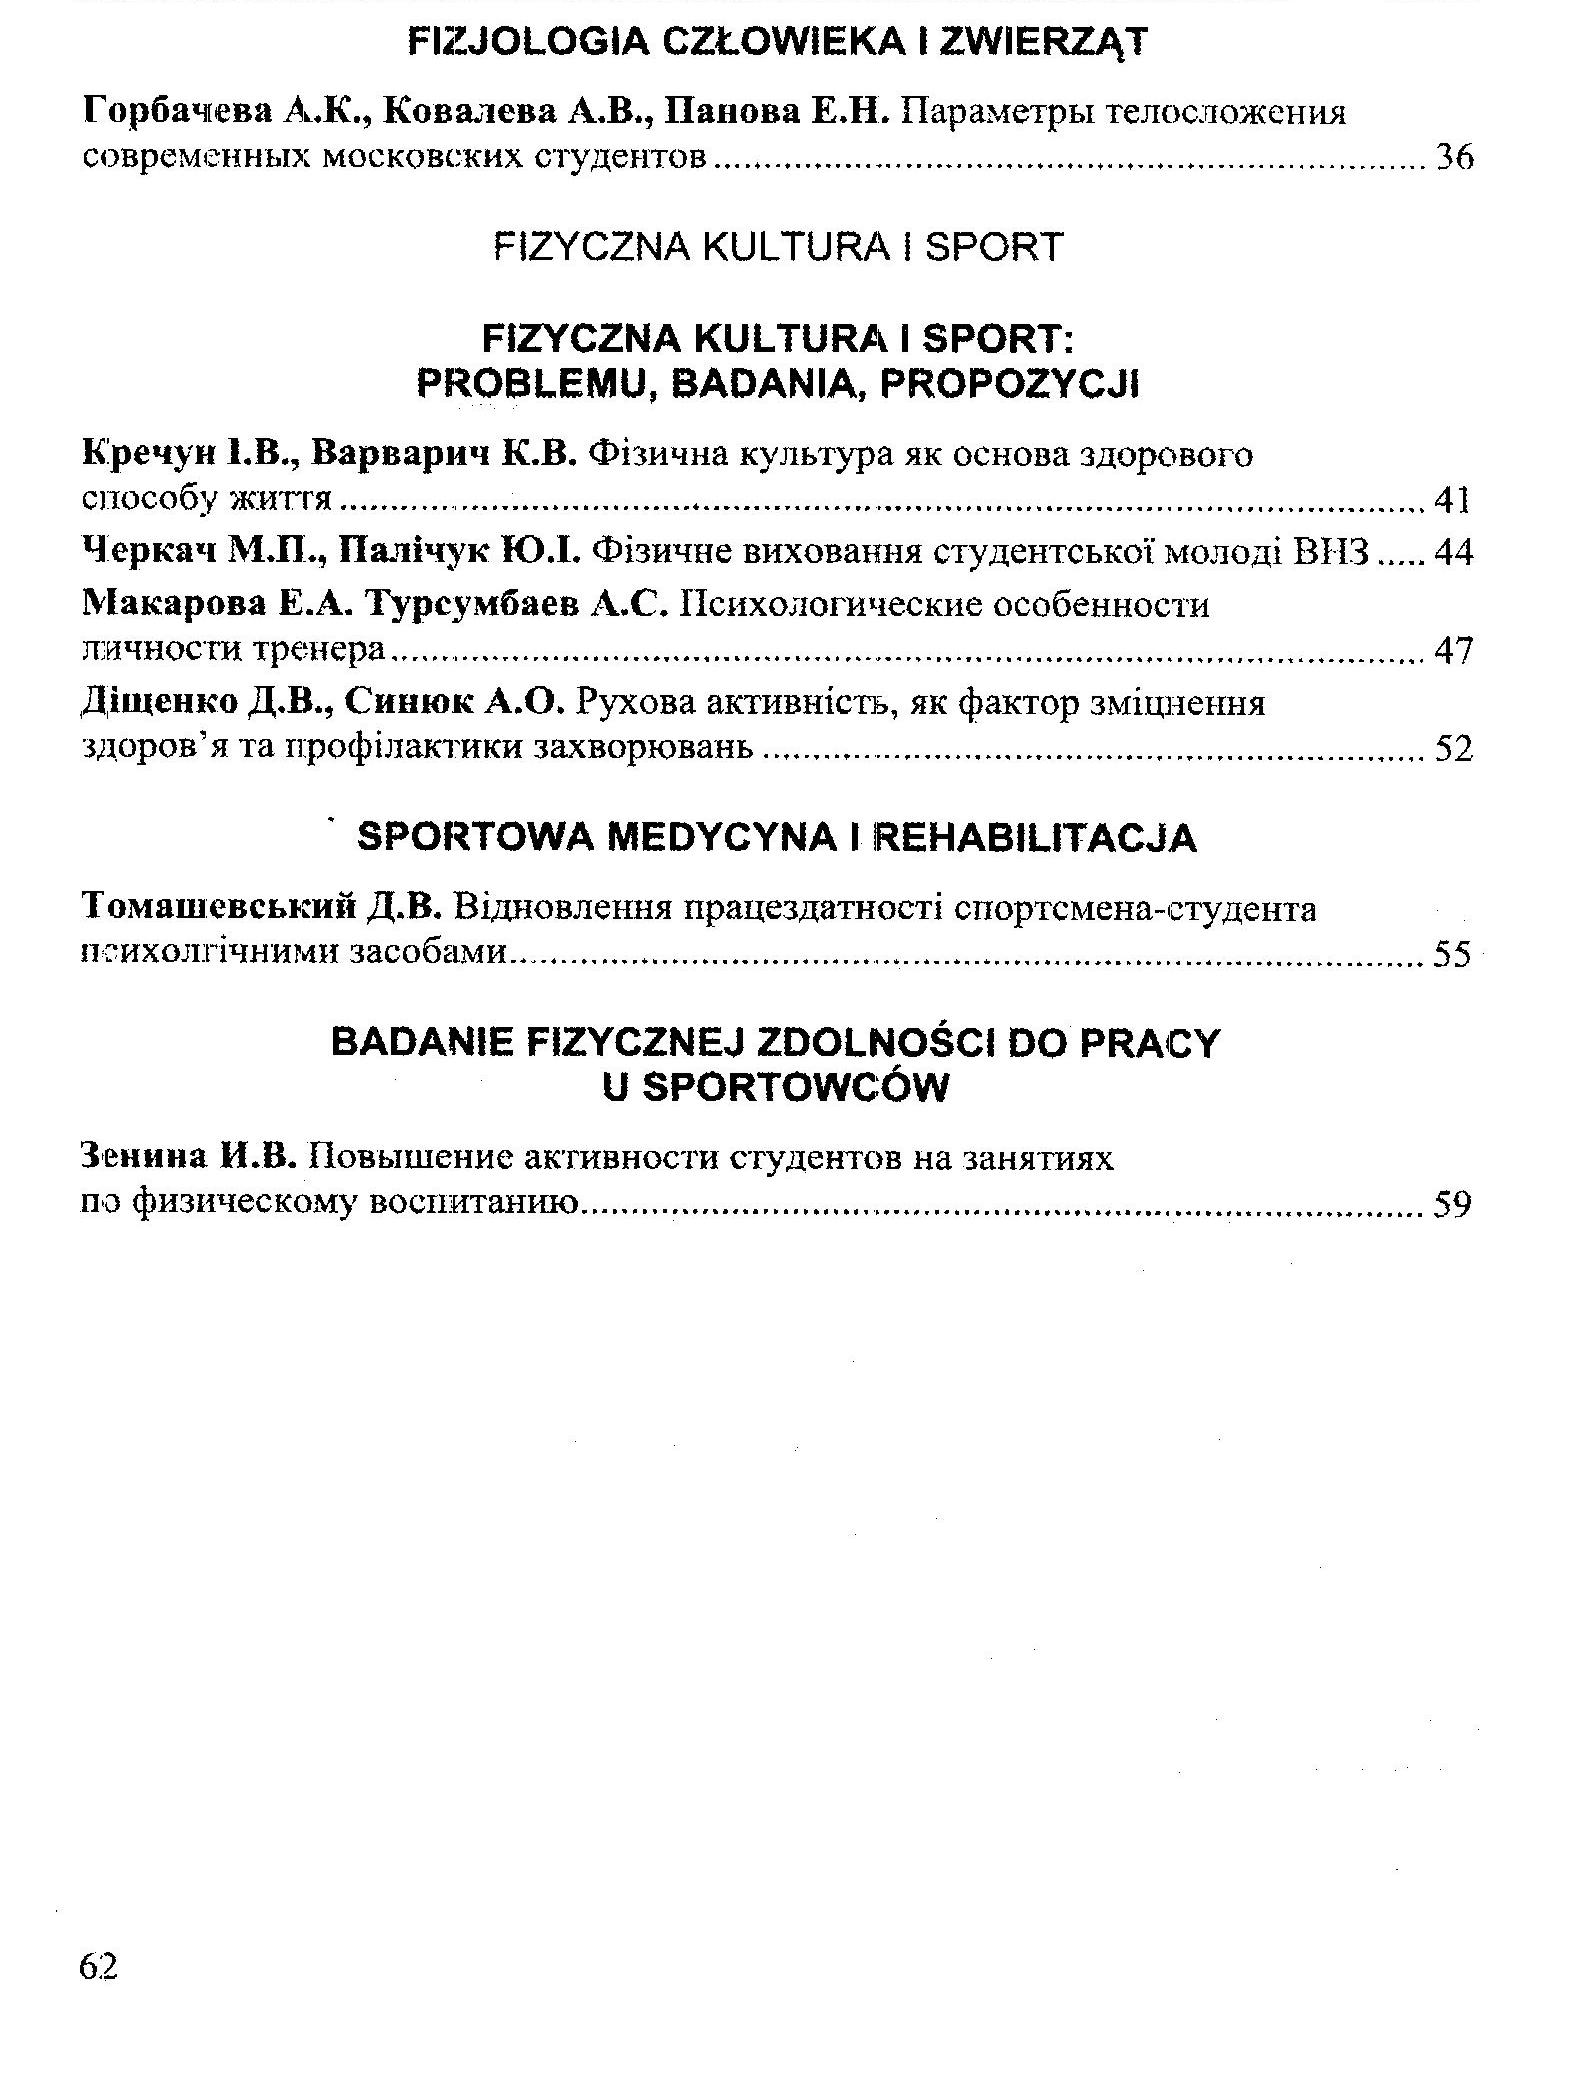 FIZJOLOGIA CZŁOWIEKA I ZWIERZĄT
Горбачева А.К., Ковалева А.В., Панова Е.Н. Параметры телосложения
современных московских студентов ........................................................ 36
FIZYCZNA KULTURA I SPORT
FIZYCZNA KULTURA I SPORT:
PROBLEMU, BADANIA, PROPOZYCJI
Кречун І.В., Варварич К.В. Фізична культура як основа здорового
способу життя ........................................................ 41
Черкач М.П., Палічук Ю.І. Фізичне виховання студентської молоді ВНЗ ..... 44
Макарова Е.А. Турсумбаев А.С. Психологические особенности
личности тренера ........................................................ 47
Діщенко Д.В., Синюк А.О. Рухова активність, як фактор зміцнення
здоров’я та профілактики захворювань ........................................................ 52
SPORTOWA MEDYCYNA I REHABILITACJA
Томашевський Д.В. Відновлення працездатності спортсмена-студента
психолгічними засобами ........................................................ 55
BADANIE FIZYCZNEJ ZDOLNOŚCI DO PRACY
U SPORTOWCÓW
Зенина И.В. Повышение активности студентов на занятиях
по физическому воспитанию ........................................................ 59
62